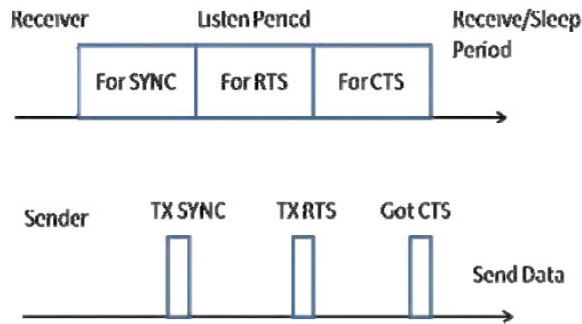 Receiver
Listen Period
Receive/Sleep
Period
For SYNC
For RTS
For CTS
Sender
TX SYNC
TX RTS
Got CTS
Send Data